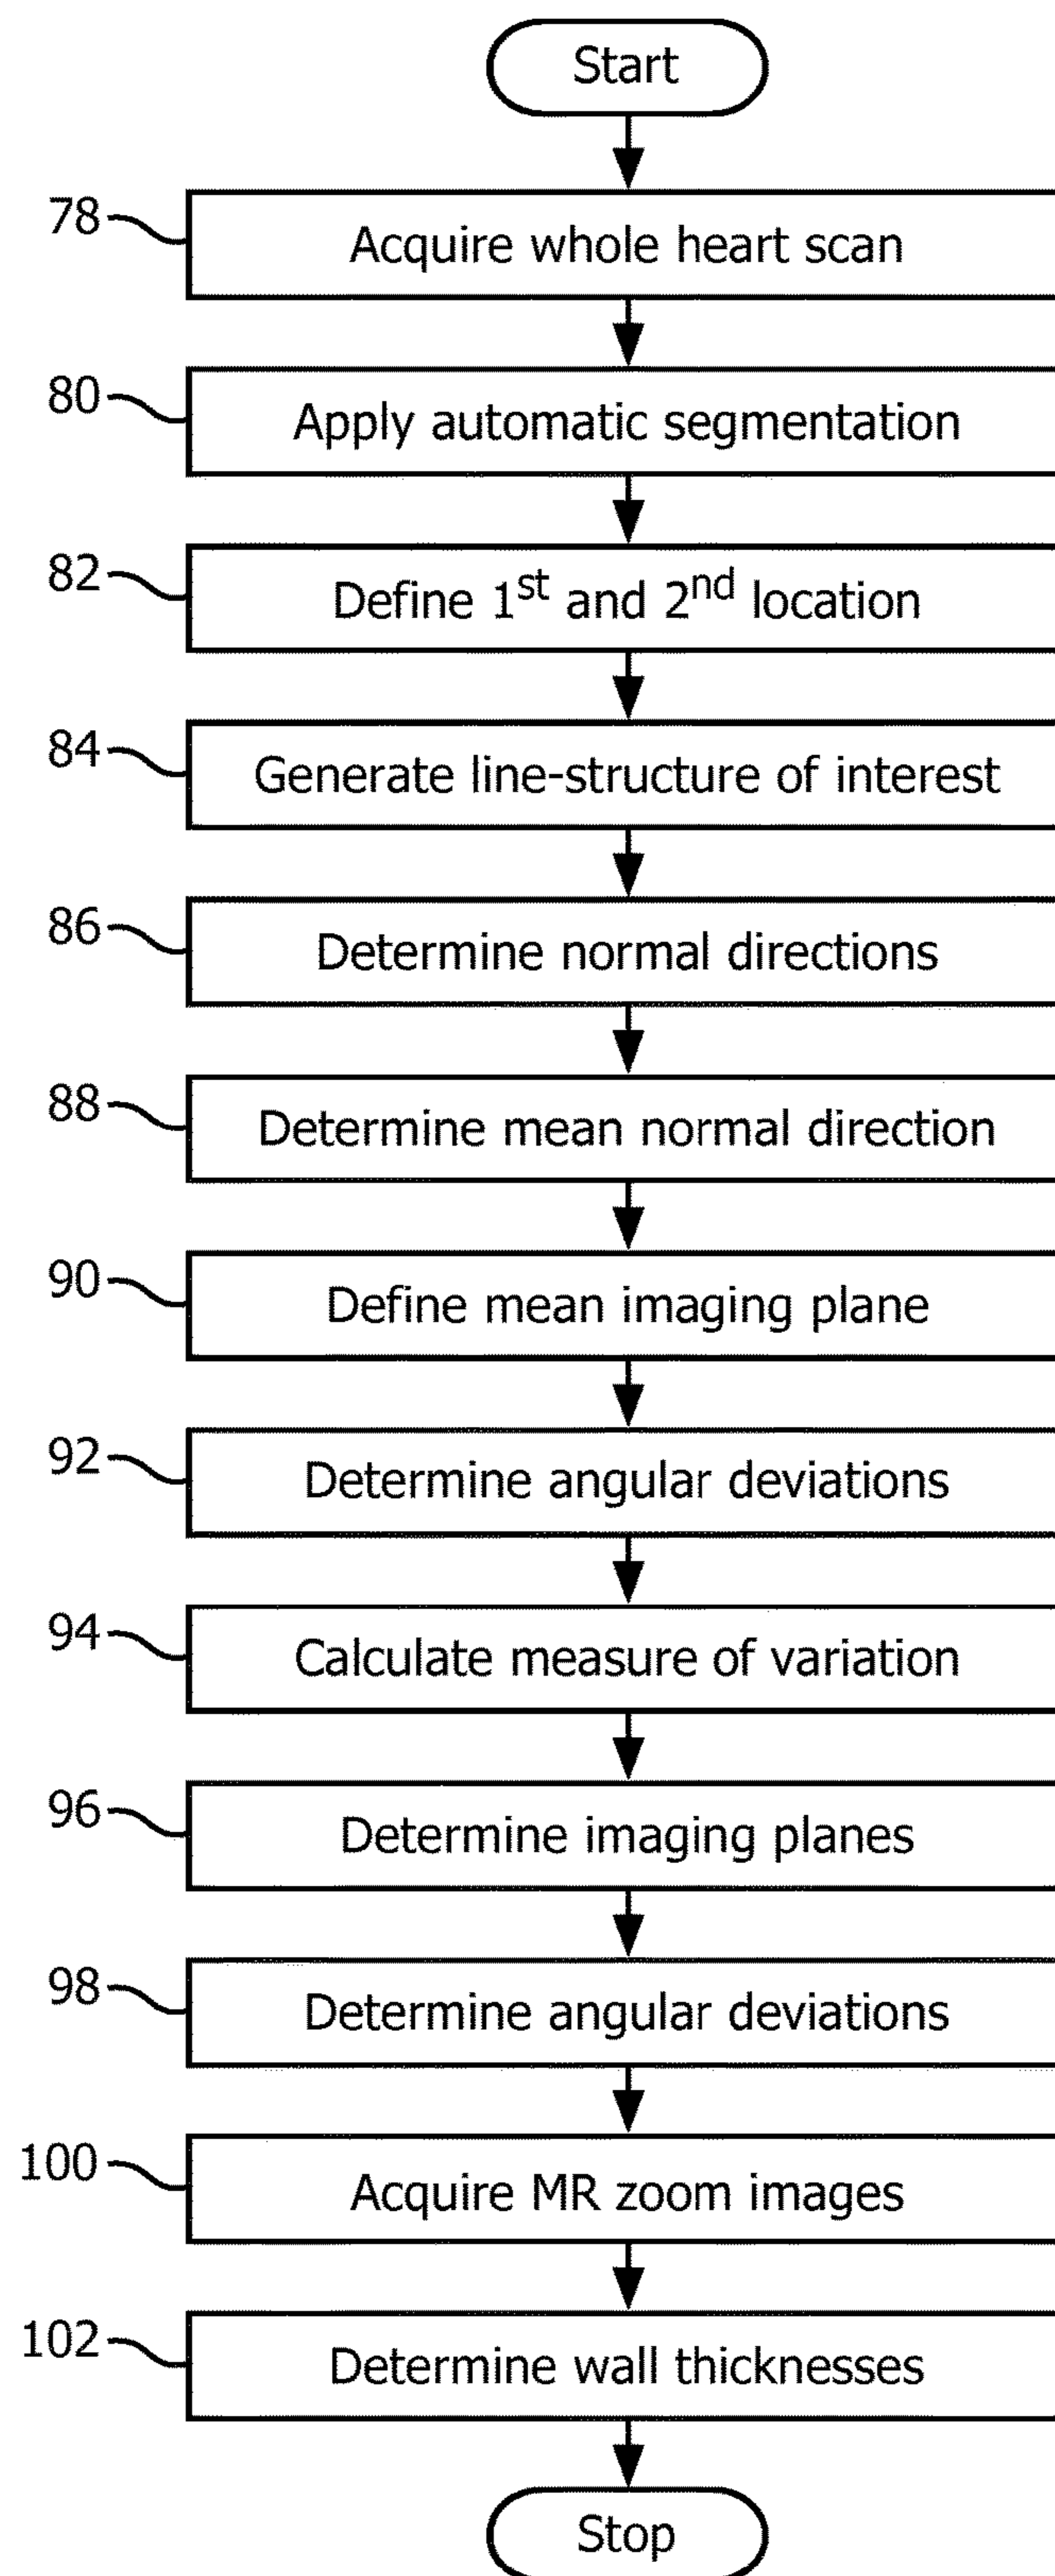 Start
78 Acquire whole heart scan
80 Apply automatic segmentation
82 Define 1st and 2nd location
84 Generate line-structure of interest
86 Determine normal directions
88 Determine mean normal direction
90 Define mean imaging plane
92 Determine angular deviations
94 Calculate measure of variation
96 Determine imaging planes
98 Determine angular deviations
100 Acquire MR zoom images
102 Determine wall thicknesses
Stop